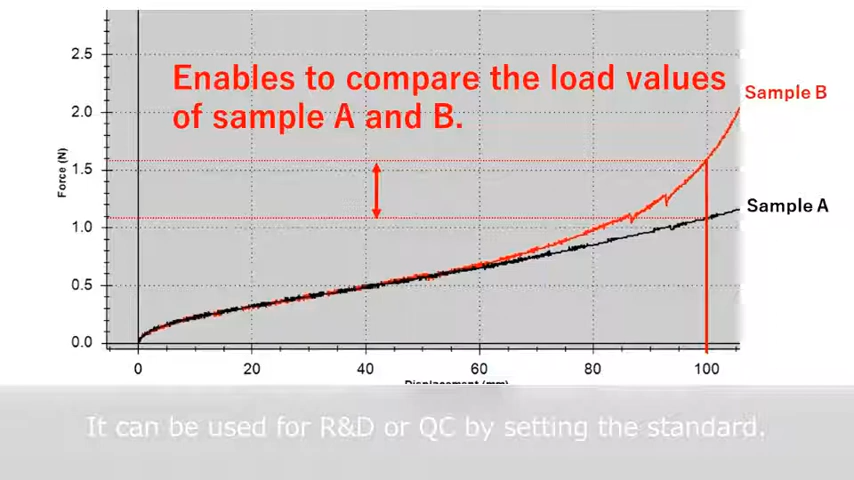 2.5
Enables to compare the load values
of sample A and B.
Sample B
2.0
1.5
Force (N)
Sample A
1.0
0.5
0.0
0 20 40 60 80 100
Displacement (mm)
It can be used for R&D or QC by setting the standard.